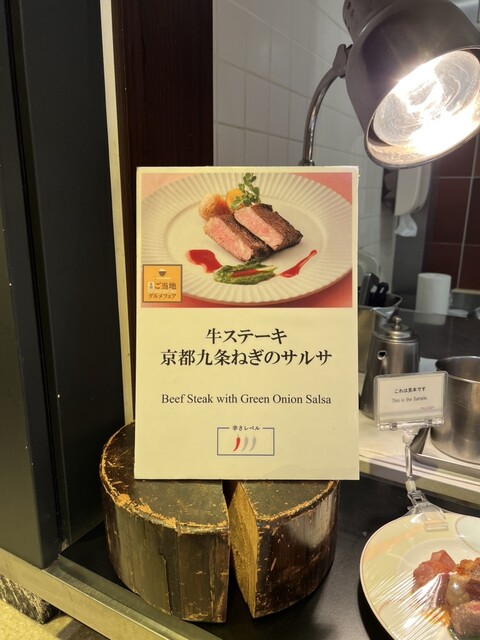 ご当地
グルメフェア
牛ステーキ
京都九条ねぎのサルサ
Beef Steak with Green Onion Salsa
辛さレベル
これは見本です
This is the Sample.